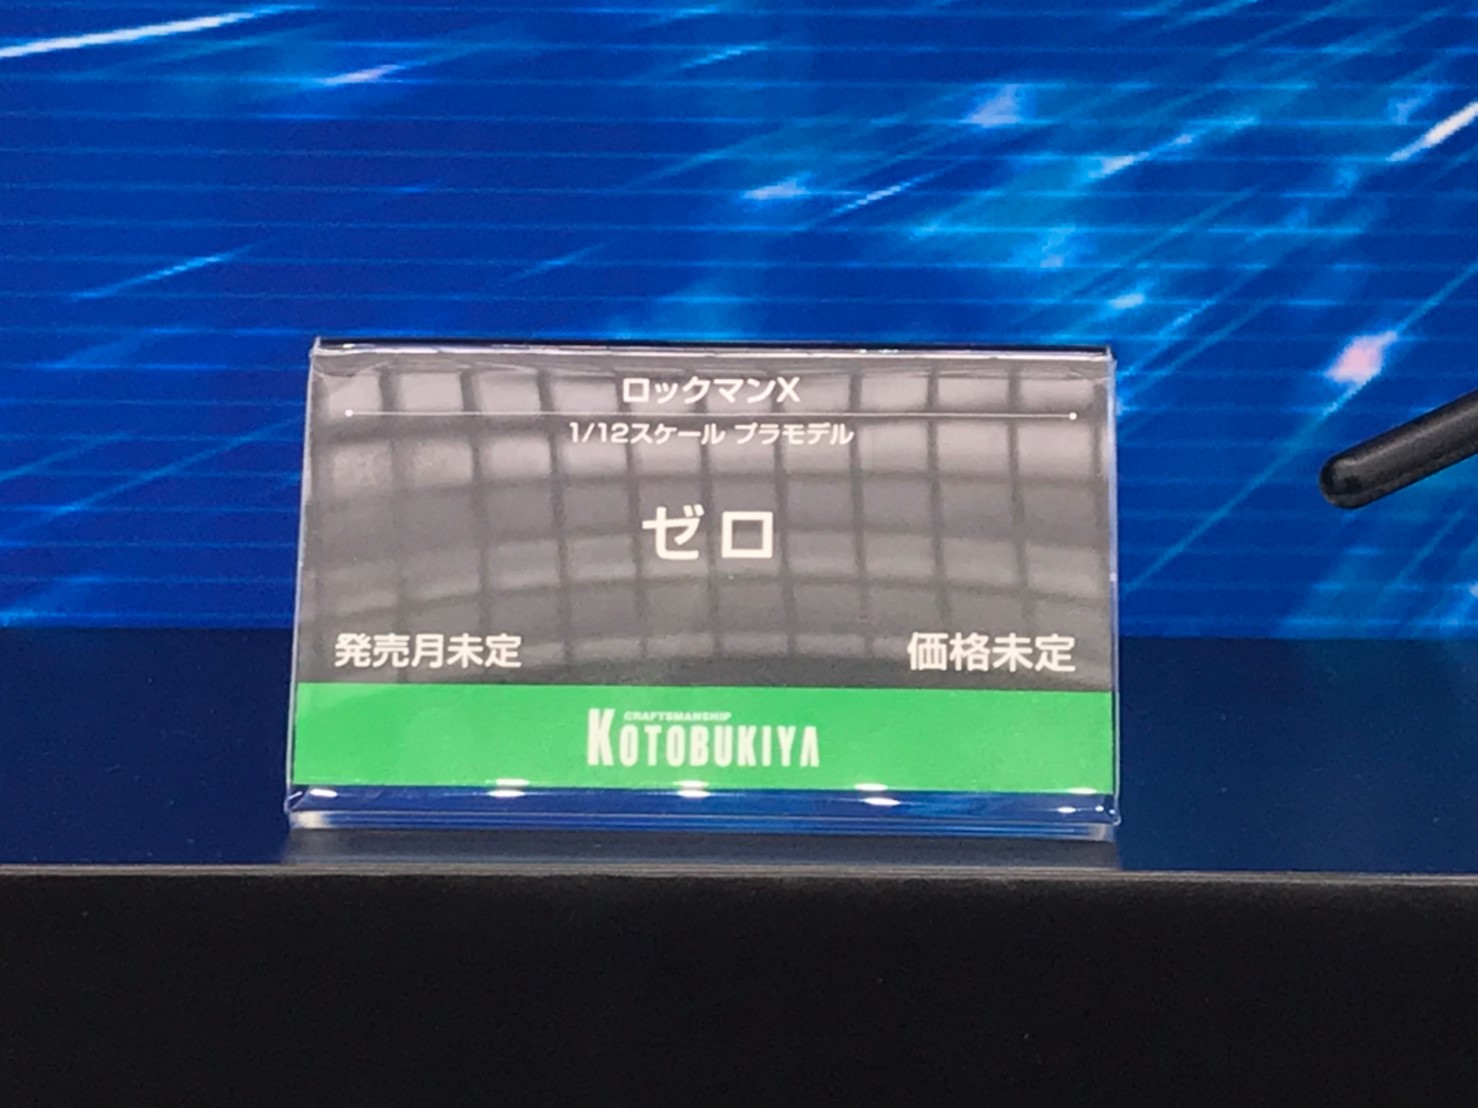 ロックマンX
1/12スケール プラモデル
ゼロ
発売月未定 価格未定
CRAFTSMANSHIP
KOTOBUKIYA